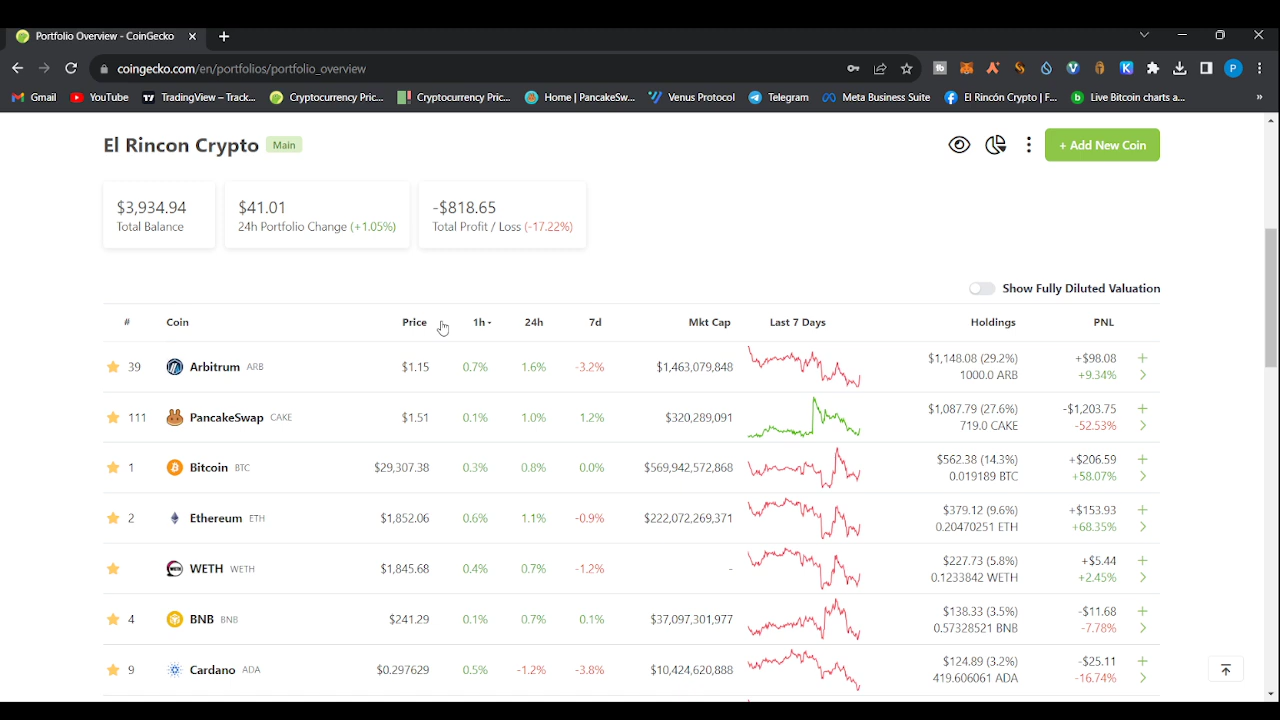 Portfolio Overview - CoinGecko
coingecko.com/en/portfolios/portfolio_overview
P
Gmail YouTube TradingView – Track... Cryptocurrency Pric... Cryptocurrency Pric... Home | PancakeSw... Venus Protocol Telegram Meta Business Suite El Rincón Crypto | F... Live Bitcoin charts a... »
El Rincon Crypto Main
+ Add New Coin
$3,934.94 $41.01 -$818.65
Total Balance 24h Portfolio Change (+1.05%) Total Profit / Loss (-17.22%)
Show Fully Diluted Valuation
# Coin Price 1h 24h 7d Mkt Cap Last 7 Days Holdings PNL
39 Arbitrum ARB $1.15 0.7% 1.6% -3.2% $1,463,079,848 $1,148.08 (29.2%) +$98.08 +
1000.0 ARB +9.34%
111 PancakeSwap CAKE $1.51 0.1% 1.0% 1.2% $320,289,091 $1,087.79 (27.6%) -$1,203.75 +
719.0 CAKE -52.53%
1 Bitcoin BTC $29,307.38 0.3% 0.8% 0.0% $569,942,572,868 $562.38 (14.3%) +$206.59 +
0.019189 BTC +58.07%
2 Ethereum ETH $1,852.06 0.6% 1.1% -0.9% $222,072,269,371 $379.12 (9.6%) +$153.93 +
0.20470251 ETH +68.35%
WETH WETH $1,845.68 0.4% 0.7% -1.2% - $227.73 (5.8%) +$5.44 +
0.1233842 WETH +2.45%
4 BNB BNB $241.29 0.1% 0.7% 0.1% $37,097,301,977 $138.33 (3.5%) -$11.68 +
0.57328521 BNB -7.78%
9 Cardano ADA $0.297629 0.5% -1.2% -3.8% $10,424,620,888 $124.89 (3.2%) -$25.11 +
419.606061 ADA -16.74%